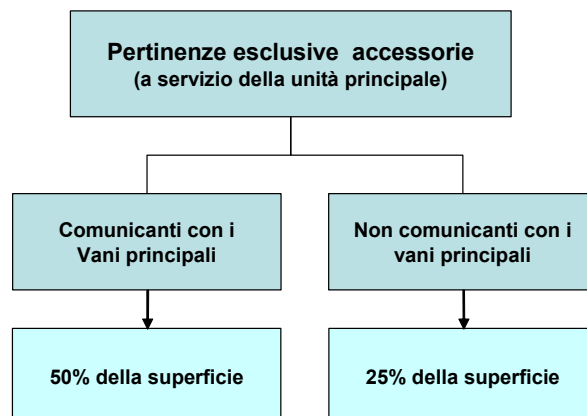 Pertinenze esclusive accessorie
(a servizio della unità principale)
Comunicanti con i
Vani principali
Non comunicanti con i
vani principali
50% della superficie
25% della superficie